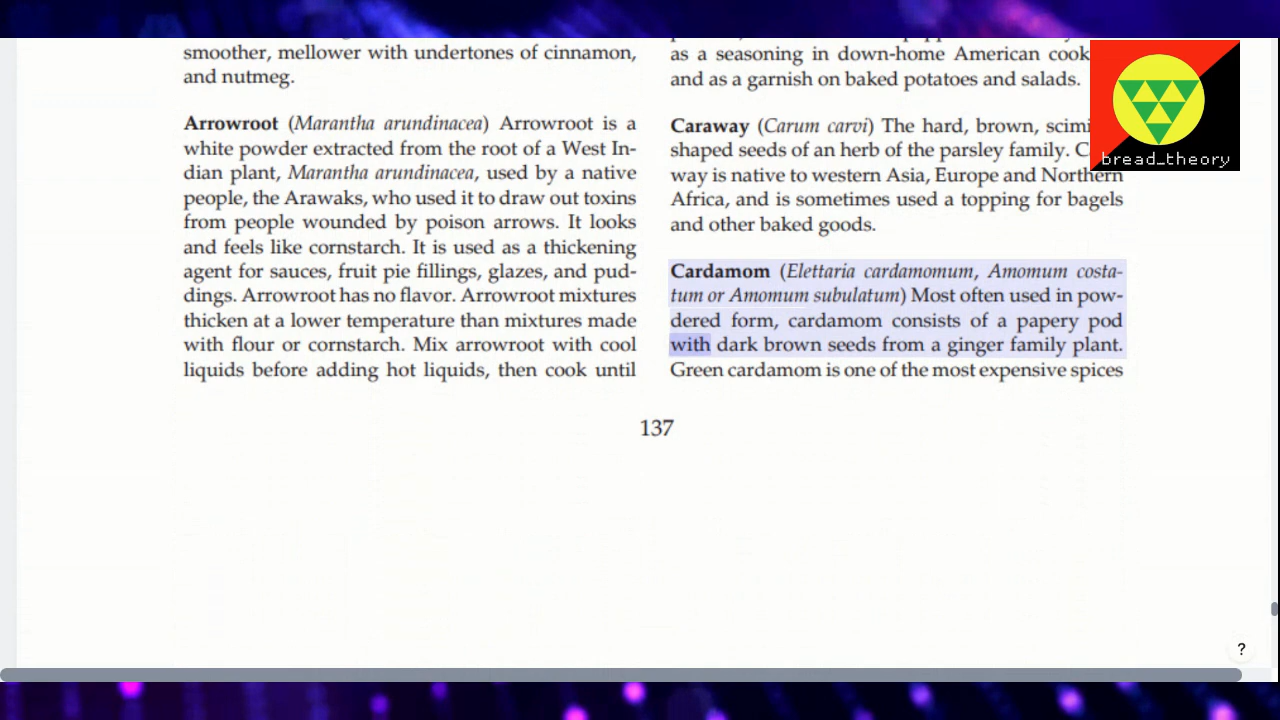 smoother, mellower with undertones of cinnamon,
and nutmeg.
Arrowroot (Marantha arundinacea) Arrowroot is a
white powder extracted from the root of a West In-
dian plant, Marantha arundinacea, used by a native
people, the Arawaks, who used it to draw out toxins
from people wounded by poison arrows. It looks
and feels like cornstarch. It is used as a thickening
agent for sauces, fruit pie fillings, glazes, and pud-
dings. Arrowroot has no flavor. Arrowroot mixtures
thicken at a lower temperature than mixtures made
with flour or cornstarch. Mix arrowroot with cool
liquids before adding hot liquids, then cook until
as a seasoning in down-home American
and as a garnish on baked potatoes and salads.
Caraway (Carum carvi) The hard, brown,
shaped seeds of an herb of the parsley family.
way is native to western Asia, Europe and Northern
Africa, and is sometimes used a topping for bagels
and other baked goods.
Cardamom (Elettaria cardamomum, Amomum costa-
tum or Amomum subulatum) Most often used in pow-
dered form, cardamom consists of a papery pod
with dark brown seeds from a ginger family plant.
Green cardamom is one of the most expensive spices
137
bread_theory
?